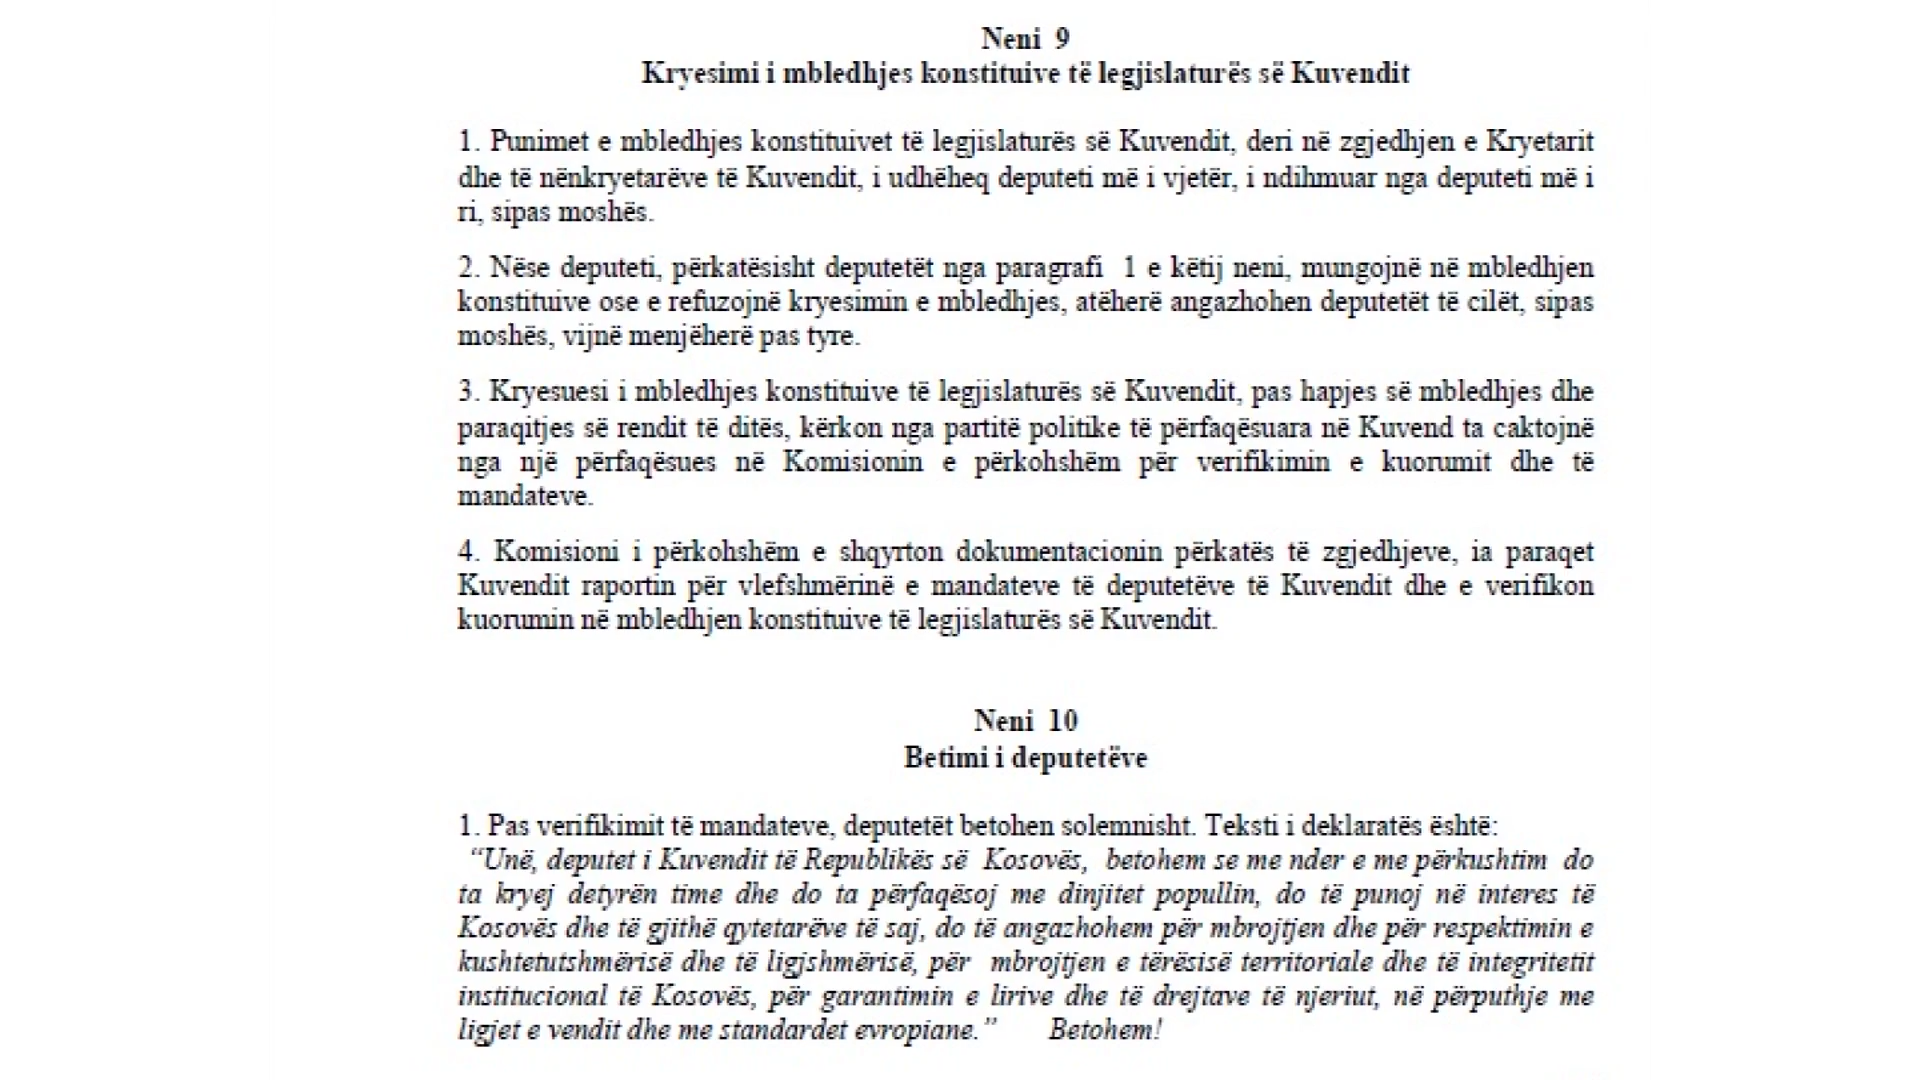 Neni 9
Kryesimi i mbledhjes konstituive të legjislaturës së Kuvendit
1. Punimet e mbledhjes konstituivet të legjislaturës së Kuvendit, deri në zgjedhjen e Kryetarit
dhe të nënkryetarëve të Kuvendit, i udhëheq deputeti më i vjetër, i ndihmuar nga deputeti më i
ri, sipas moshës.
2. Nëse deputeti, përkatësisht deputetët nga paragrafi 1 e këtij neni, mungojnë në mbledhjen
konstituive ose e refuzojnë kryesimin e mbledhjes, atëherë angazhohen deputetët të cilët, sipas
moshës, vijnë menjëherë pas tyre.
3. Kryesuesi i mbledhjes konstituive të legjislaturës së Kuvendit, pas hapjes së mbledhjes dhe
paraqitjes së rendit të ditës, kërkon nga partitë politike të përfaqësuara në Kuvend ta caktojnë
nga një përfaqësues në Komisionin e përkohshëm për verifikimin e kuorumit dhe të
mandateve.
4. Komisioni i përkohshëm e shqyrton dokumentacionin përkatës të zgjedhjeve, ia paraqet
Kuvendit raportin për vlefshmërinë e mandateve të deputetëve të Kuvendit dhe e verifikon
kuorumin në mbledhjen konstituive të legjislaturës së Kuvendit.
Neni 10
Betimi i deputetëve
1. Pas verifikimit të mandateve, deputetët betohen solemnisht. Teksti i deklaratës është:
“Unë, deputet i Kuvendit të Republikës së Kosovës, betohem se me nder e me përkushtim do
ta kryej detyrën time dhe do ta përfaqësoj me dinjitet popullin, do të punoj në interes të
Kosovës dhe të gjithë qytetarëve të saj, do të angazhohem për mbrojtjen dhe për respektimin e
kushtetutshmërisë dhe të ligjshmërisë, për mbrojtjen e tërësisë territoriale dhe të integritetit
institucional të Kosovës, për garantimin e lirive dhe të drejtave të njeriut, në përputhje me
ligjet e vendit dhe me standardet evropiane.” Betohem!